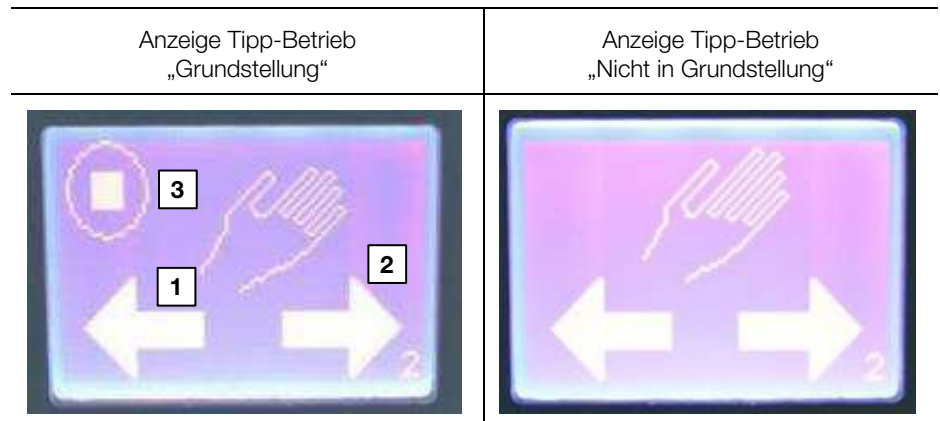 Anzeige Tipp-Betrieb
„Grundstellung“
Anzeige Tipp-Betrieb
„Nicht in Grundstellung“
3
2
1
2
2